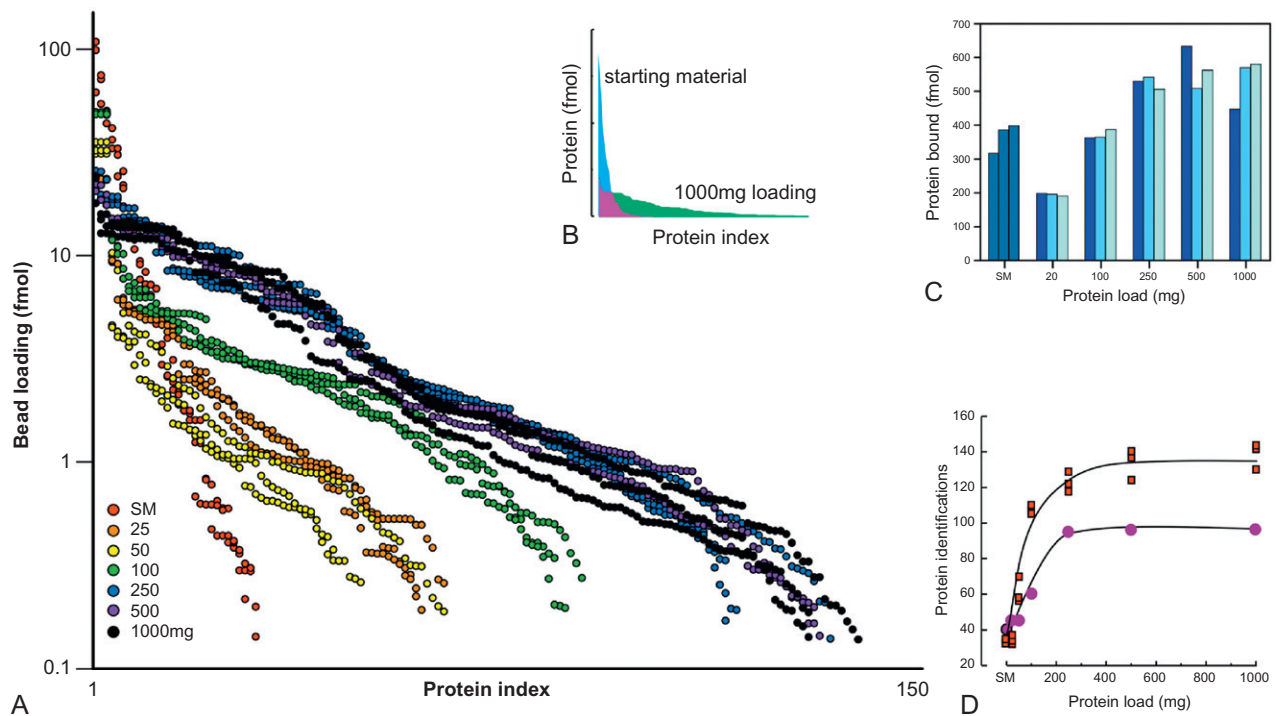 100
10
1
0.1
Bead loading (fmol)
SM
25
50
100
250
500
1000mg
1
Protein index
150
A
Protein (fmol)
starting material
1000mg loading
Protein index
B
700
600
500
400
300
200
100
0
Protein bound (fmol)
SM
20
100
250
500
1000
Protein load (mg)
C
160
140
120
100
80
60
40
20
Protein identifications
SM
200
400
600
800
1000
Protein load (mg)
D